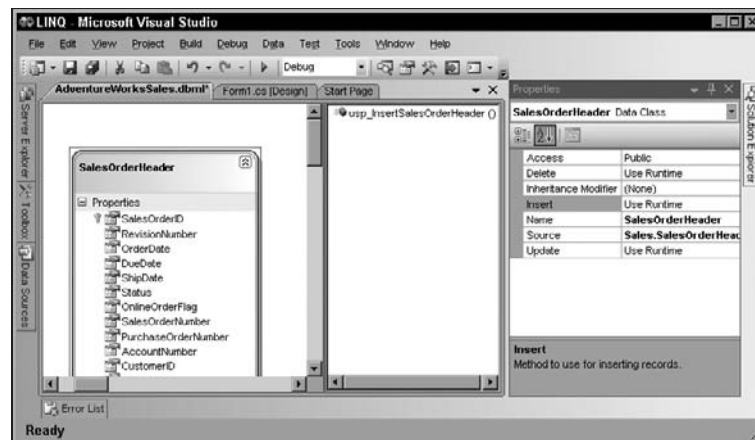 LINQ - Microsoft Visual Studio
File Edit View Project Build Debug Data Test Tools Window Help
Debug
AdventureWorksSales.dbml* Form1.cs [Design] Start Page
Server Explorer
Toolbox
Data Sources
SalesOrderHeader
Properties
SalesOrderID
RevisionNumber
OrderDate
DueDate
ShipDate
Status
OnlineOrderFlag
SalesOrderNumber
PurchaseOrderNumber
AccountNumber
CustomerID
usp_InsertSalesOrderHeader ()
Properties
SalesOrderHeader Data Class
Access Public
Delete Use Runtime
Inheritance Modifier (None)
Insert Use Runtime
Name SalesOrderHeader
Source Sales.SalesOrderHeac
Update Use Runtime
Insert
Method to use for inserting records.
Solution Explorer
Error List
Ready